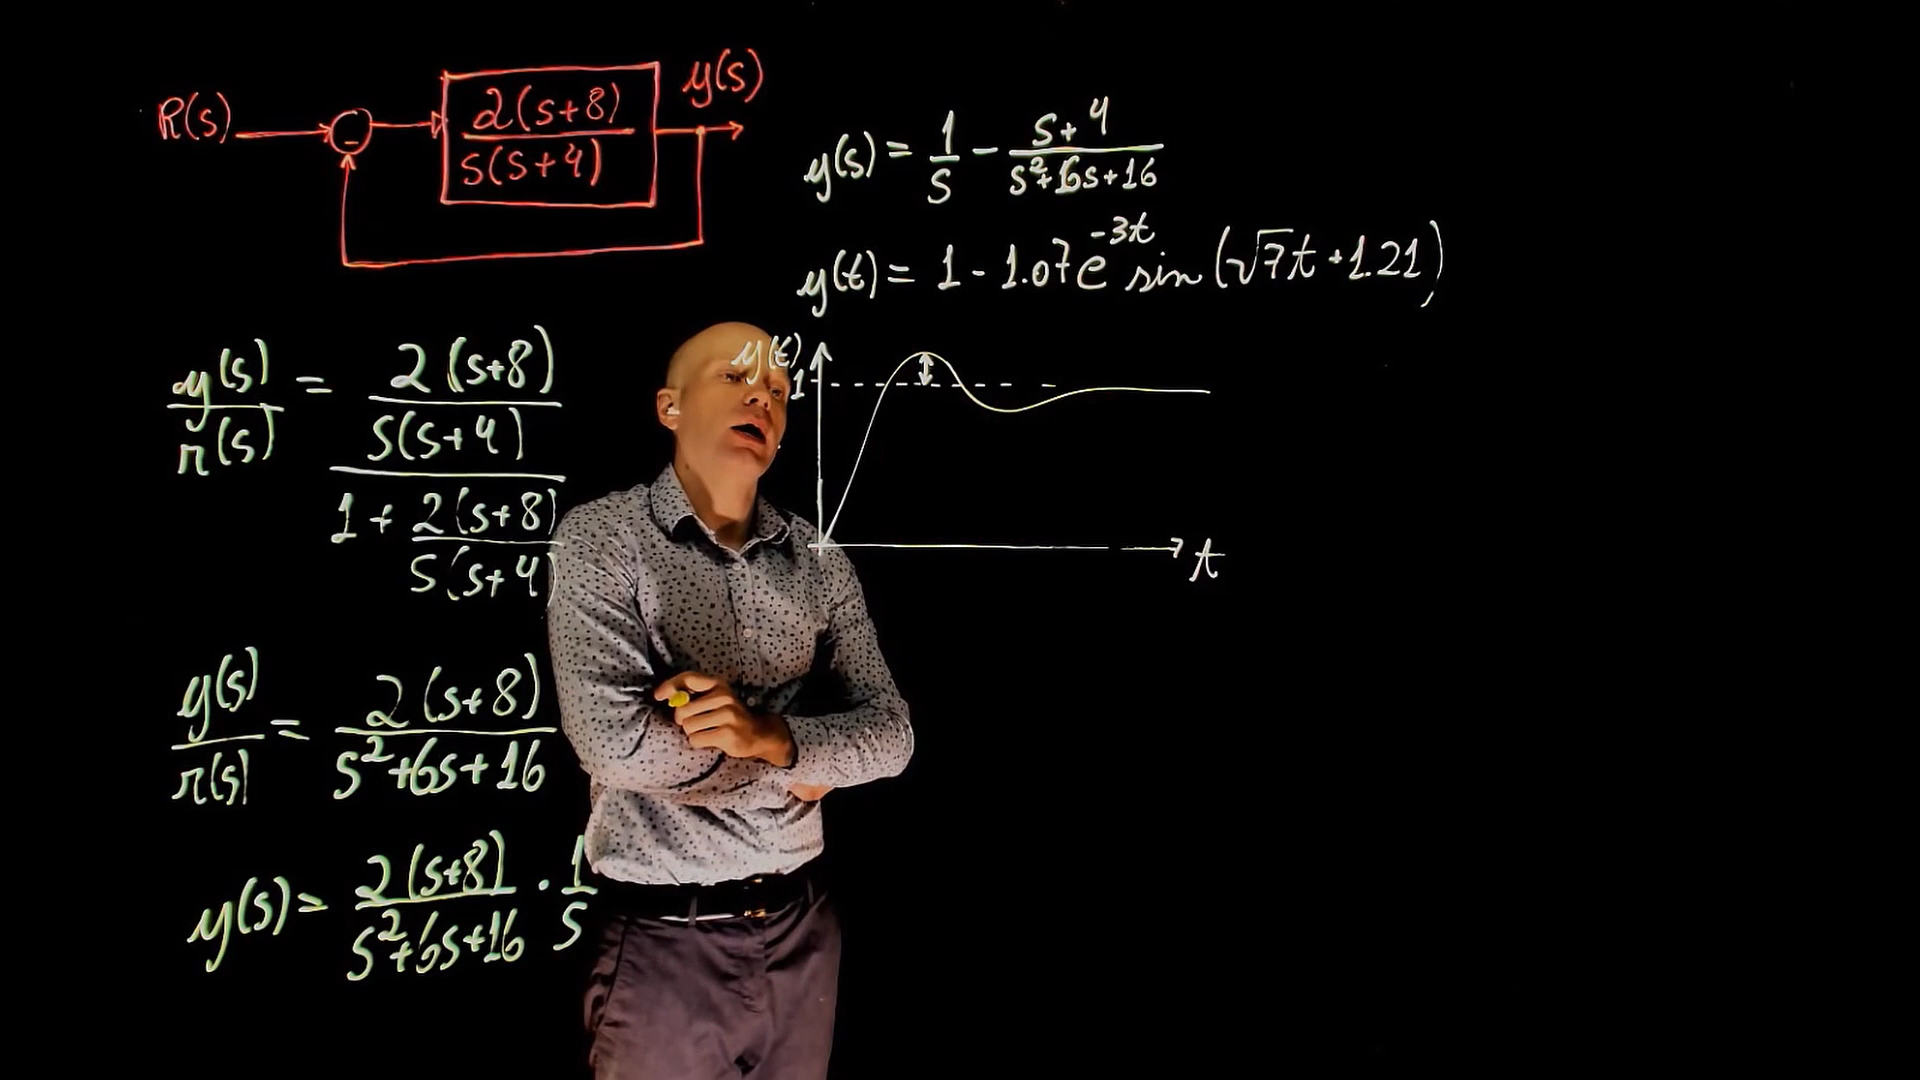 R(s)
-
2(s+8)
s(s+4)
y(s)
y(s)/r(s) = (2(s+8)/s(s+4))/(1+2(s+8)/s(s+4))
y(s)/r(s) = 2(s+8)/(s²+6s+16)
y(s) = 2(s+8)/(s²+6s+16) · 1/s
y(s) = 1/s - (s+4)/(s²+6s+16)
y(t) = 1 - 1.07e^-3t sin(√7t+1.21)
y(t)
1
t